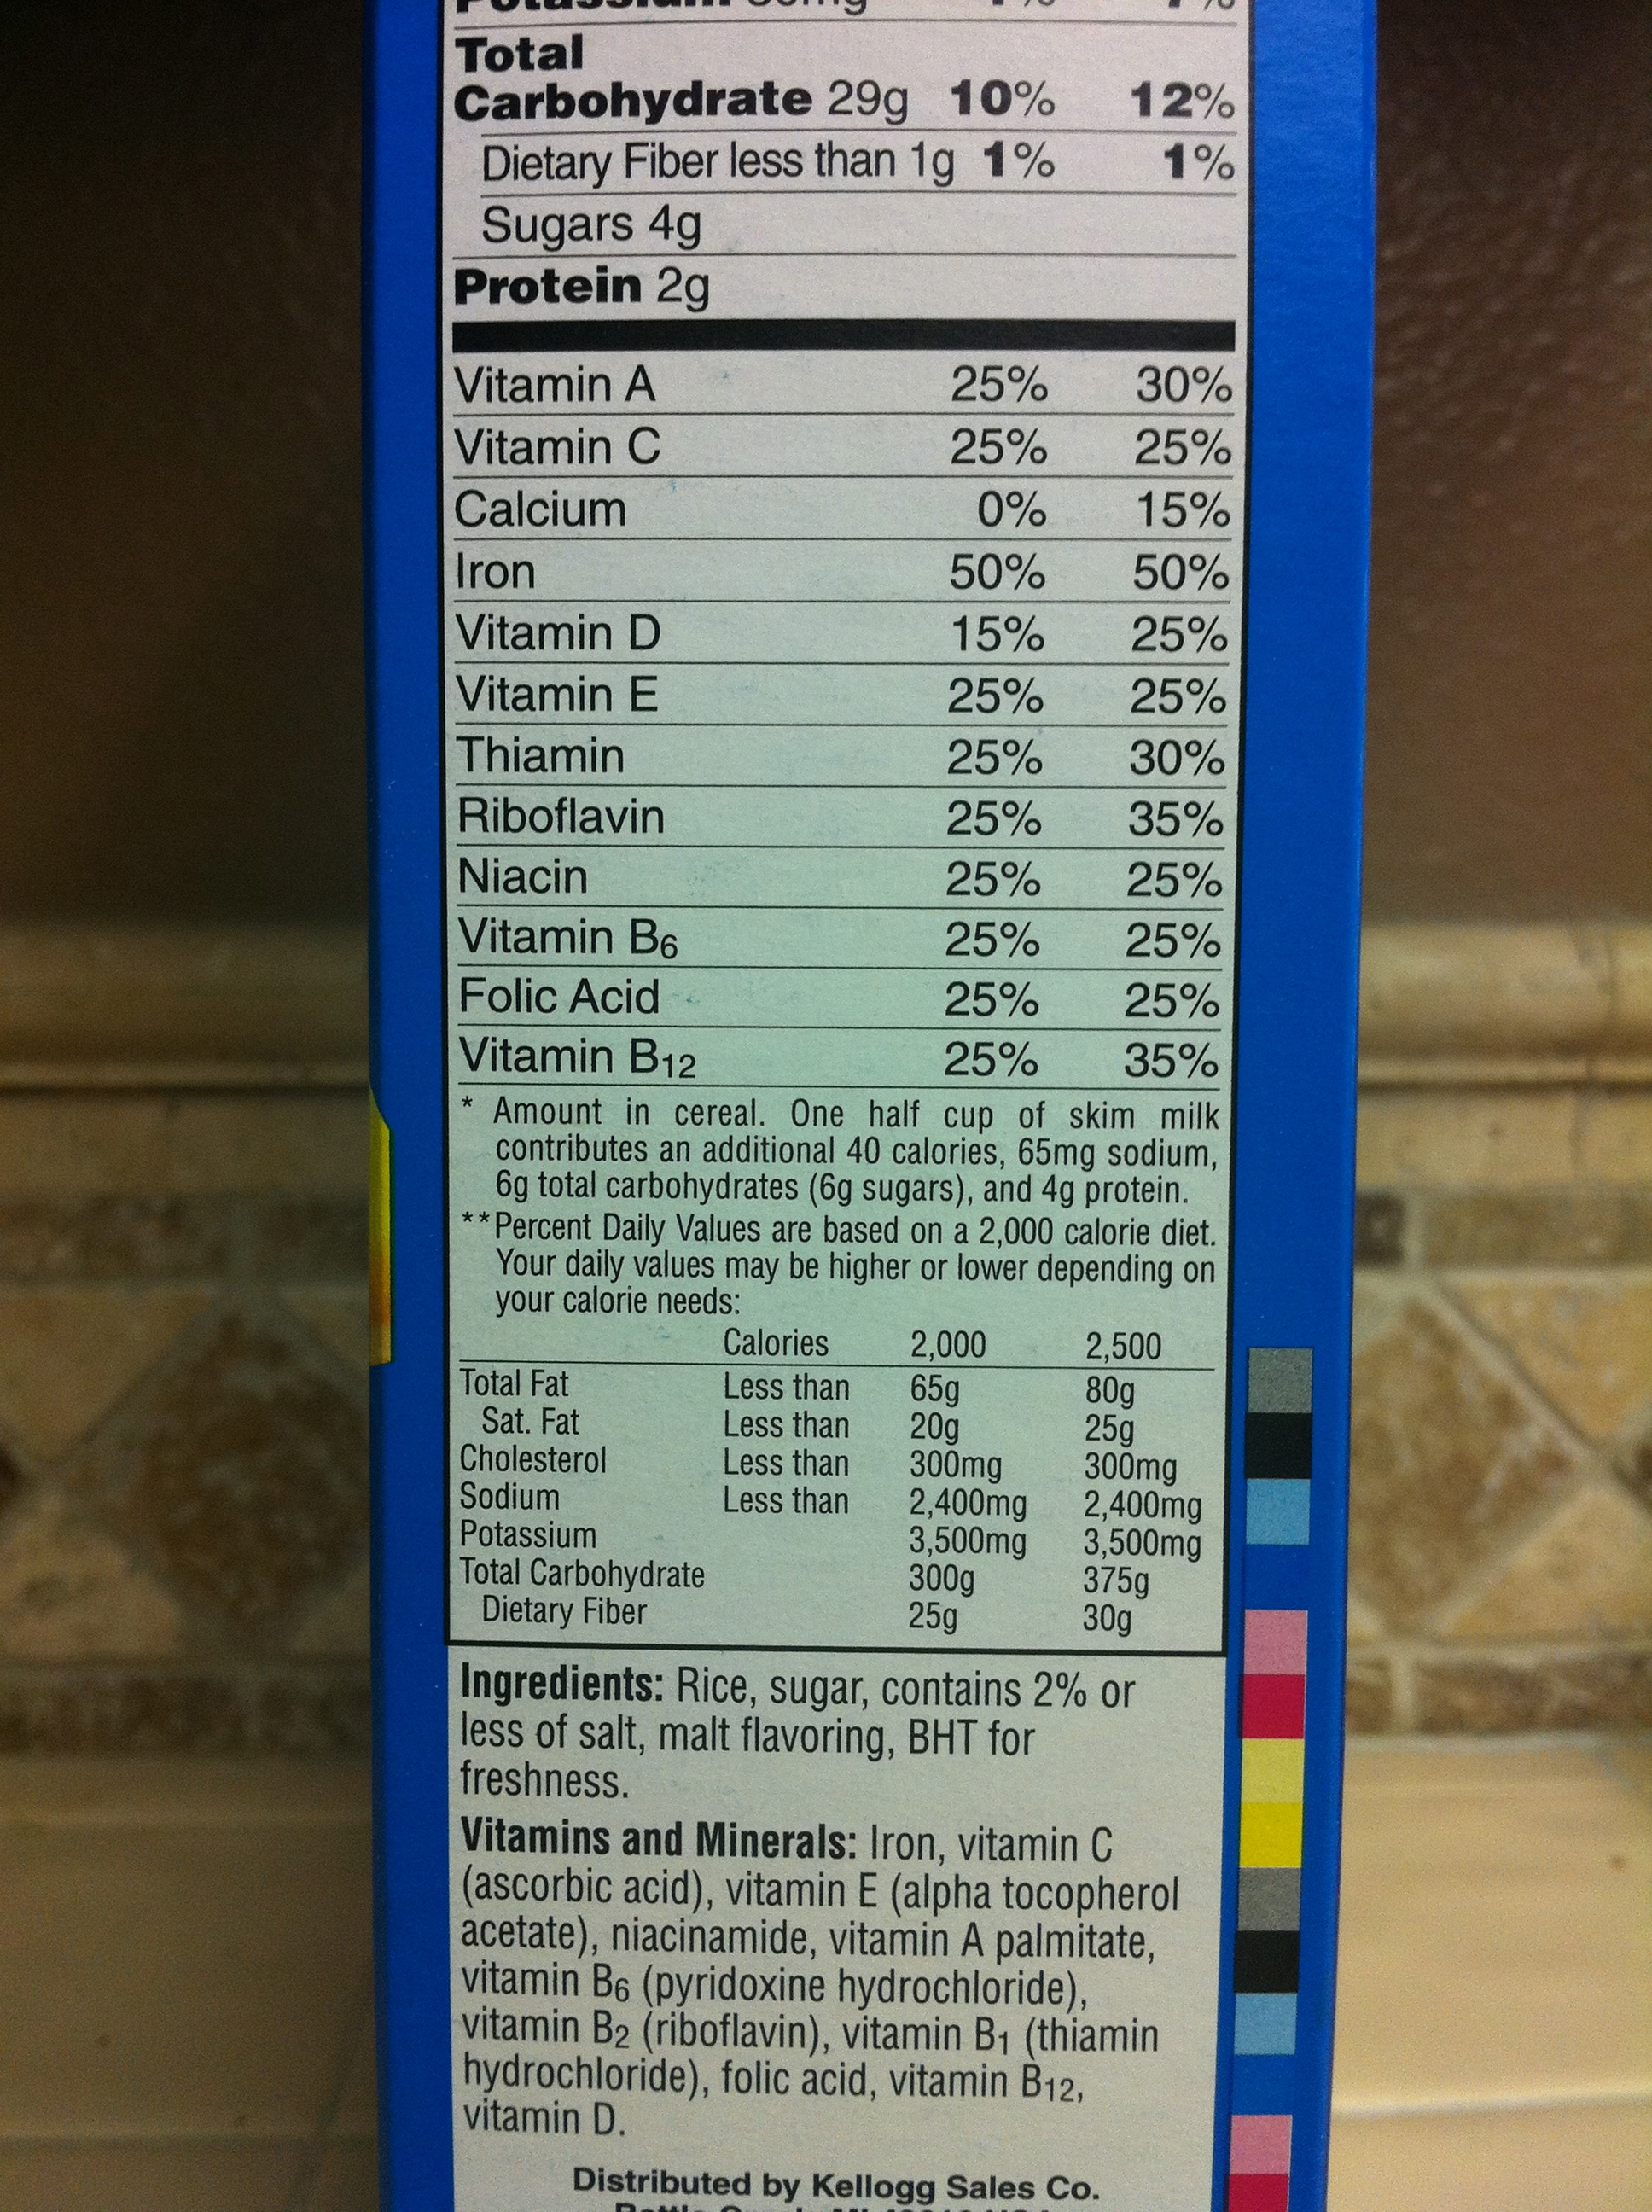 Potassium
Total
Carbohydrate 29g 10% 12%
Dietary Fiber less than 1g 1% 1%
Sugars 4g
Protein 2g
Vitamin A 25% 30%
Vitamin C 25% 25%
Calcium 0% 15%
Iron 50% 50%
Vitamin D 15% 25%
Vitamin E 25% 25%
Thiamin 25% 30%
Riboflavin 25% 35%
Niacin 25% 25%
Vitamin B6 25% 25%
Folic Acid 25% 25%
Vitamin B12 25% 35%
* Amount in cereal. One half cup of skim milk
contributes an additional 40 calories, 65mg sodium,
6g total carbohydrates (6g sugars), and 4g protein.
**Percent Daily Values are based on a 2,000 calorie diet.
Your daily values may be higher or lower depending on
your calorie needs:
Calories 2,000 2,500
Total Fat Less than 65g 80g
Sat. Fat Less than 20g 25g
Cholesterol Less than 300mg 300mg
Sodium Less than 2,400mg 2,400mg
Potassium 3,500mg 3,500mg
Total Carbohydrate 300g 375g
Dietary Fiber 25g 30g
Ingredients: Rice, sugar, contains 2% or
less of salt, malt flavoring, BHT for
freshness.
Vitamins and Minerals: Iron, vitamin C
(ascorbic acid), vitamin E (alpha tocopherol
acetate), niacinamide, vitamin A palmitate,
vitamin B6 (pyridoxine hydrochloride),
vitamin B2 (riboflavin), vitamin B1 (thiamin
hydrochloride), folic acid, vitamin B12,
vitamin D.
Distributed by Kellogg Sales Co.